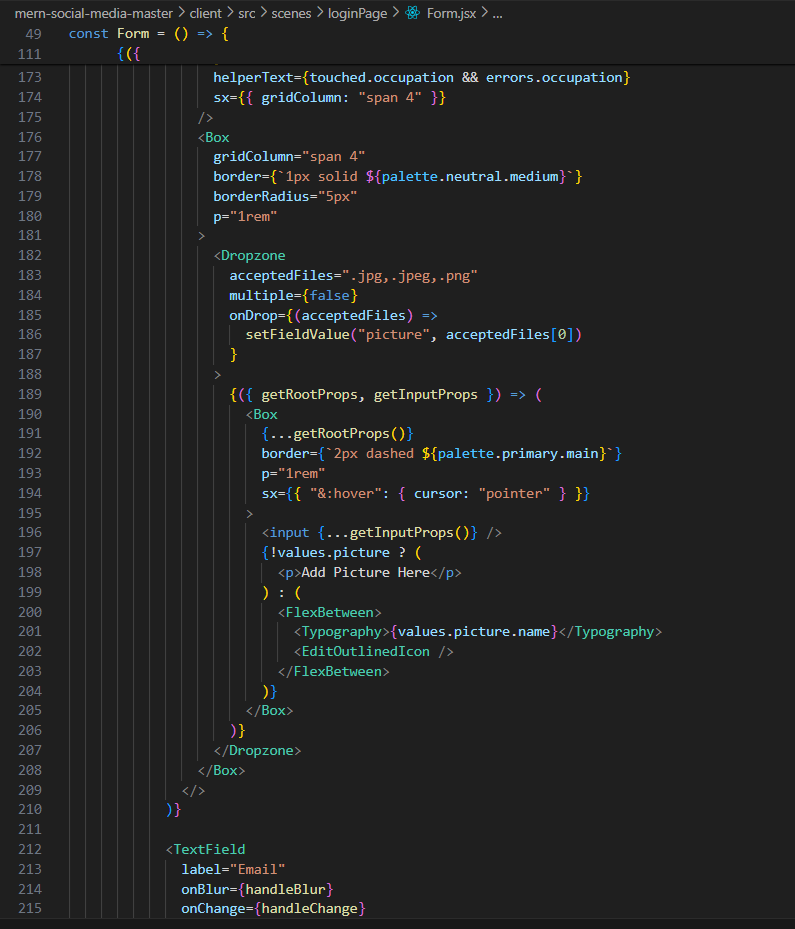 mern-social-media-master > client > src > scenes > loginPage > Form.jsx > ...
49 const Form = () => {
111 {({
173 helperText={touched.occupation && errors.occupation}
174 sx={{ gridColumn: "span 4" }}
175 />
176 <Box
177 gridColumn="span 4"
178 border={`1px solid ${palette.neutral.medium}`}
179 borderRadius="5px"
180 p="1rem"
181 >
182 <Dropzone
183 acceptedFiles=".jpg,.jpeg,.png"
184 multiple={false}
185 onDrop={(acceptedFiles) =>
186 setFieldValue("picture", acceptedFiles[0])
187 }
188 >
189 {({ getRootProps, getInputProps }) => (
190 <Box
191 {...getRootProps()}
192 border={`2px dashed ${palette.primary.main}`}
193 p="1rem"
194 sx={{ "&:hover": { cursor: "pointer" } }}
195 >
196 <input {...getInputProps()} />
197 {!values.picture ? (
198 <p>Add Picture Here</p>
199 ) : (
200 <FlexBetween>
201 <Typography>{values.picture.name}</Typography>
202 <EditOutlinedIcon />
203 </FlexBetween>
204 )}
205 </Box>
206 )}
207 </Dropzone>
208 </Box>
209 </>
210 )}
211
212 <TextField
213 label="Email"
214 onBlur={handleBlur}
215 onChange={handleChange}